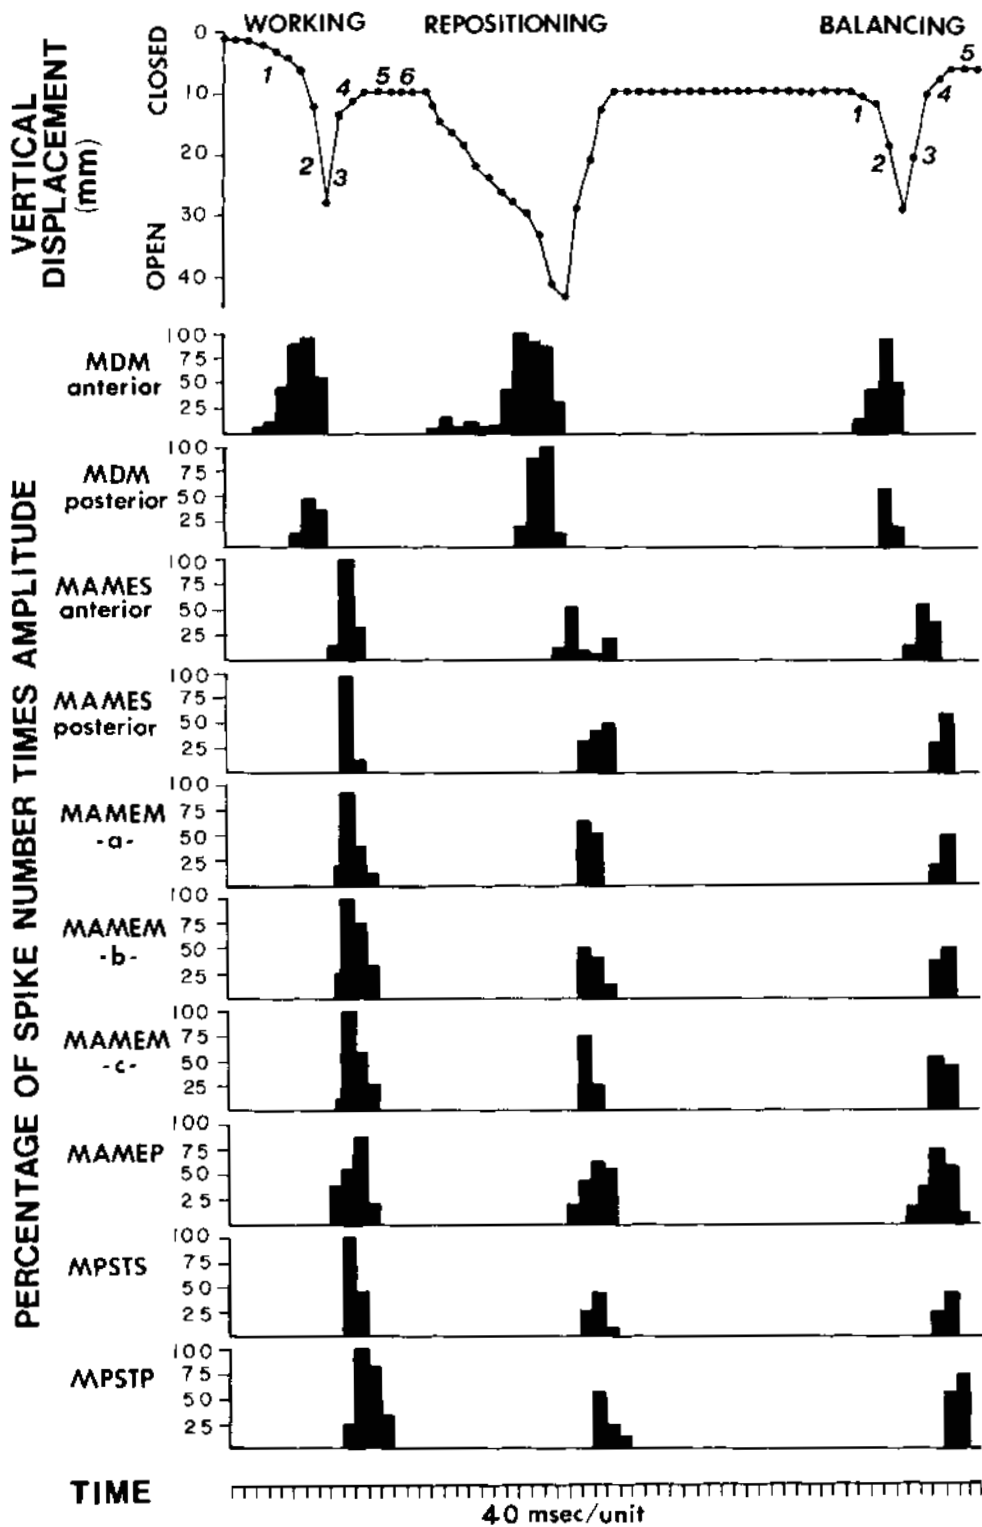 WORKING REPOSITIONING BALANCING
VERTICAL
DISPLACEMENT
(mm)
CLOSED
OPEN
0
10
20
30
40
1
2
3
4
5
6
1
2
3
4
5
PERCENTAGE OF SPIKE NUMBER TIMES AMPLITUDE
MDM
anterior
100
75
50
25
MDM
posterior
100
75
50
25
MAMES
anterior
100
75
50
25
MAMES
posterior
100
75
50
25
MAMEM
-a-
100
75
50
25
MAMEM
-b-
100
75
50
25
MAMEM
-c-
100
75
50
25
MAMEP
100
75
50
25
MPSTS
100
75
50
25
MPSTP
100
75
50
25
TIME
40 msec/unit